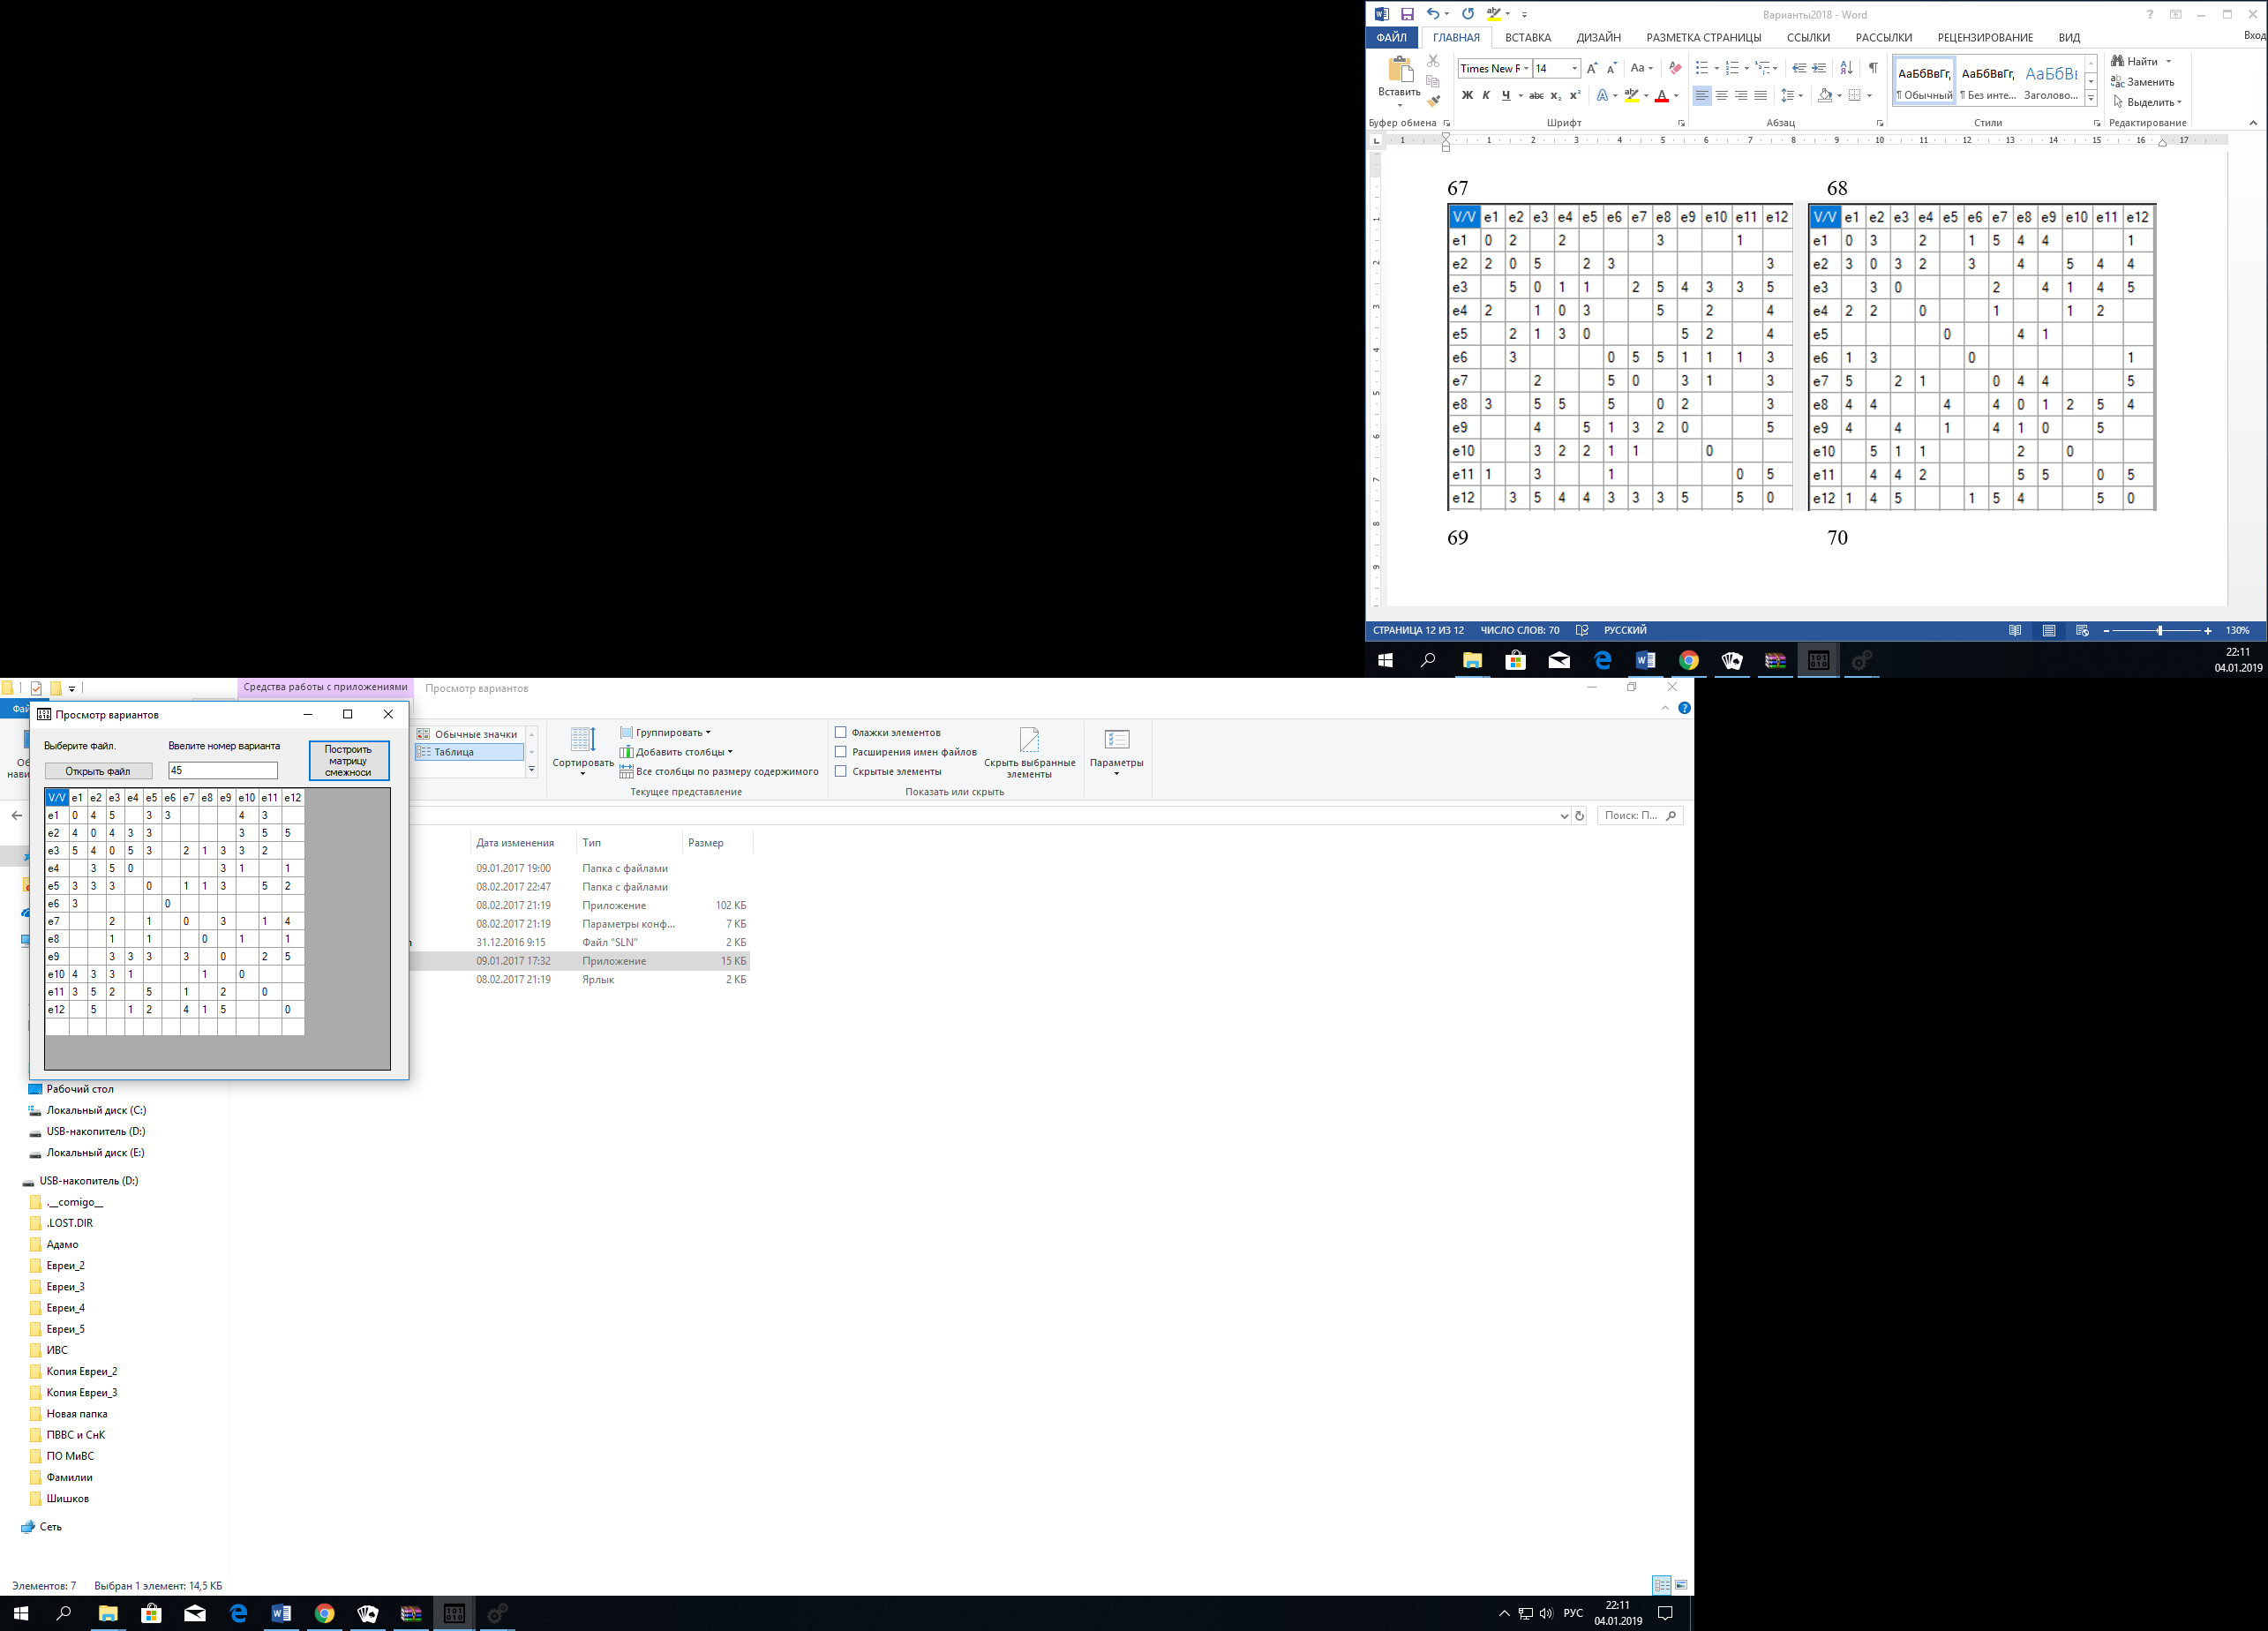 Варианты2018 - Word
ФАЙЛ ГЛАВНАЯ ВСТАВКА ДИЗАЙН РАЗМЕТКА СТРАНИЦЫ ССЫЛКИ РАССЫЛКИ РЕЦЕНЗИРОВАНИЕ ВИД Вход
Вставить
Times New F 14
Aa
Ж К Ч abc x₂ x²
АаБбВвГг, АаБбВвГг, АаБбВı
¶ Обычный ¶ Без инте... Заголово...
Найти
Заменить
Выделить
Буфер обмена Шрифт Абзац Стили Редактирование
1 1 2 3 4 5 6 7 8 9 10 11 12 13 14 15 16 17
67 68
V/V e1 e2 e3 e4 e5 e6 e7 e8 e9 e10 e11 e12
e1 0 2 2 3 1
e2 2 0 5 2 3 3
e3 5 0 1 1 2 5 4 3 3 5
e4 2 1 0 3 5 2 4
e5 2 1 3 0 5 2 4
e6 3 0 5 5 1 1 1 3
e7 2 5 0 3 1 3
e8 3 5 5 5 0 2 3
e9 4 5 1 3 2 0 5
e10 3 2 2 1 1 0
e11 1 3 1 0 5
e12 3 5 4 4 3 3 3 5 5 0
V/V e1 e2 e3 e4 e5 e6 e7 e8 e9 e10 e11 e12
e1 0 3 2 1 5 4 4 1
e2 3 0 3 2 3 4 5 4 4
e3 3 0 2 4 1 4 5
e4 2 2 0 1 1 2
e5 0 4 1
e6 1 3 0 1
e7 5 2 1 0 4 4 5
e8 4 4 4 4 0 1 2 5 4
e9 4 4 1 4 1 0 5
e10 5 1 1 2 0
e11 4 4 2 5 5 0 5
e12 1 4 5 1 5 4 5 0
69 70
СТРАНИЦА 12 ИЗ 12 ЧИСЛО СЛОВ: 70 РУССКИЙ 130%
22:11
04.01.2019
Средства работы с приложениями Просмотр вариантов
Просмотр вариантов
Выберите файл.
Открыть файл
Ввелите номер варианта
45
Построить
матрицу
смежноси
V/V e1 e2 e3 e4 e5 e6 e7 e8 e9 e10 e11 e12
e1 0 4 5 3 3 4 3
e2 4 0 4 3 3 3 5 5
e3 5 4 0 5 3 2 1 3 3 2
e4 3 5 0 3 1 1
e5 3 3 3 0 1 1 3 5 2
e6 3 0
e7 2 1 0 3 1 4
e8 1 1 0 1 1
e9 3 3 3 3 0 2 5
e10 4 3 3 1 1 0
e11 3 5 2 5 1 2 0
e12 5 1 2 4 1 5 0
Обычные значки
Таблица
Сортировать
Группировать
Добавить столбцы
Все столбцы по размеру содержимого
Текущее представление
Флажки элементов
Расширения имен файлов
Скрытые элементы
Скрыть выбранные
элементы
Показать или скрыть
Параметры
Поиск: П...
Дата изменения Тип Размер
09.01.2017 19:00 Папка с файлами
08.02.2017 22:47 Папка с файлами
08.02.2017 21:19 Приложение 102 КБ
08.02.2017 21:19 Параметры конф... 7 КБ
31.12.2016 9:15 Файл "SLN" 2 КБ
09.01.2017 17:32 Приложение 15 КБ
08.02.2017 21:19 Ярлык 2 КБ
Рабочий стол
Локальный диск (C:)
USB-накопитель (D:)
Локальный диск (E:)
USB-накопитель (D:)
.__comigo__
.LOST.DIR
Адамо
Евреи_2
Евреи_3
Евреи_4
Евреи_5
ИВС
Копия Евреи_2
Копия Евреи_3
Новая папка
ПВВС и СнК
ПО МиВС
Фамилии
Шишков
Сеть
Элементов: 7 Выбран 1 элемент: 14,5 КБ
РУС
22:11
04.01.2019